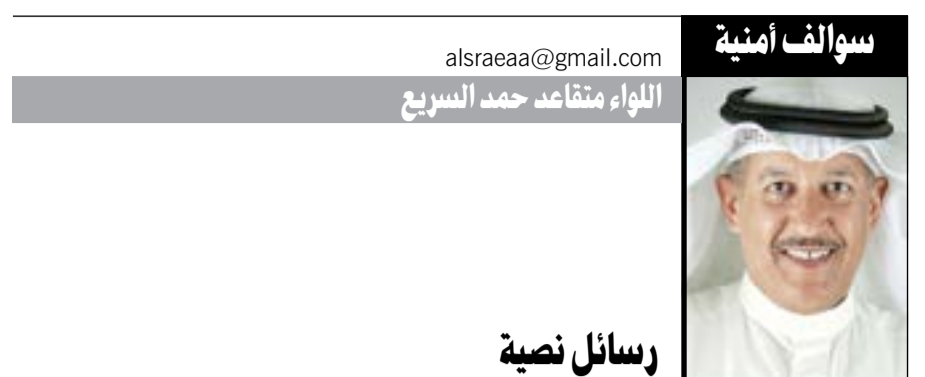 سوالف أمنية
alsraeaa@gmail.com
اللواء متقاعد حمد السريع
رسائل نصية